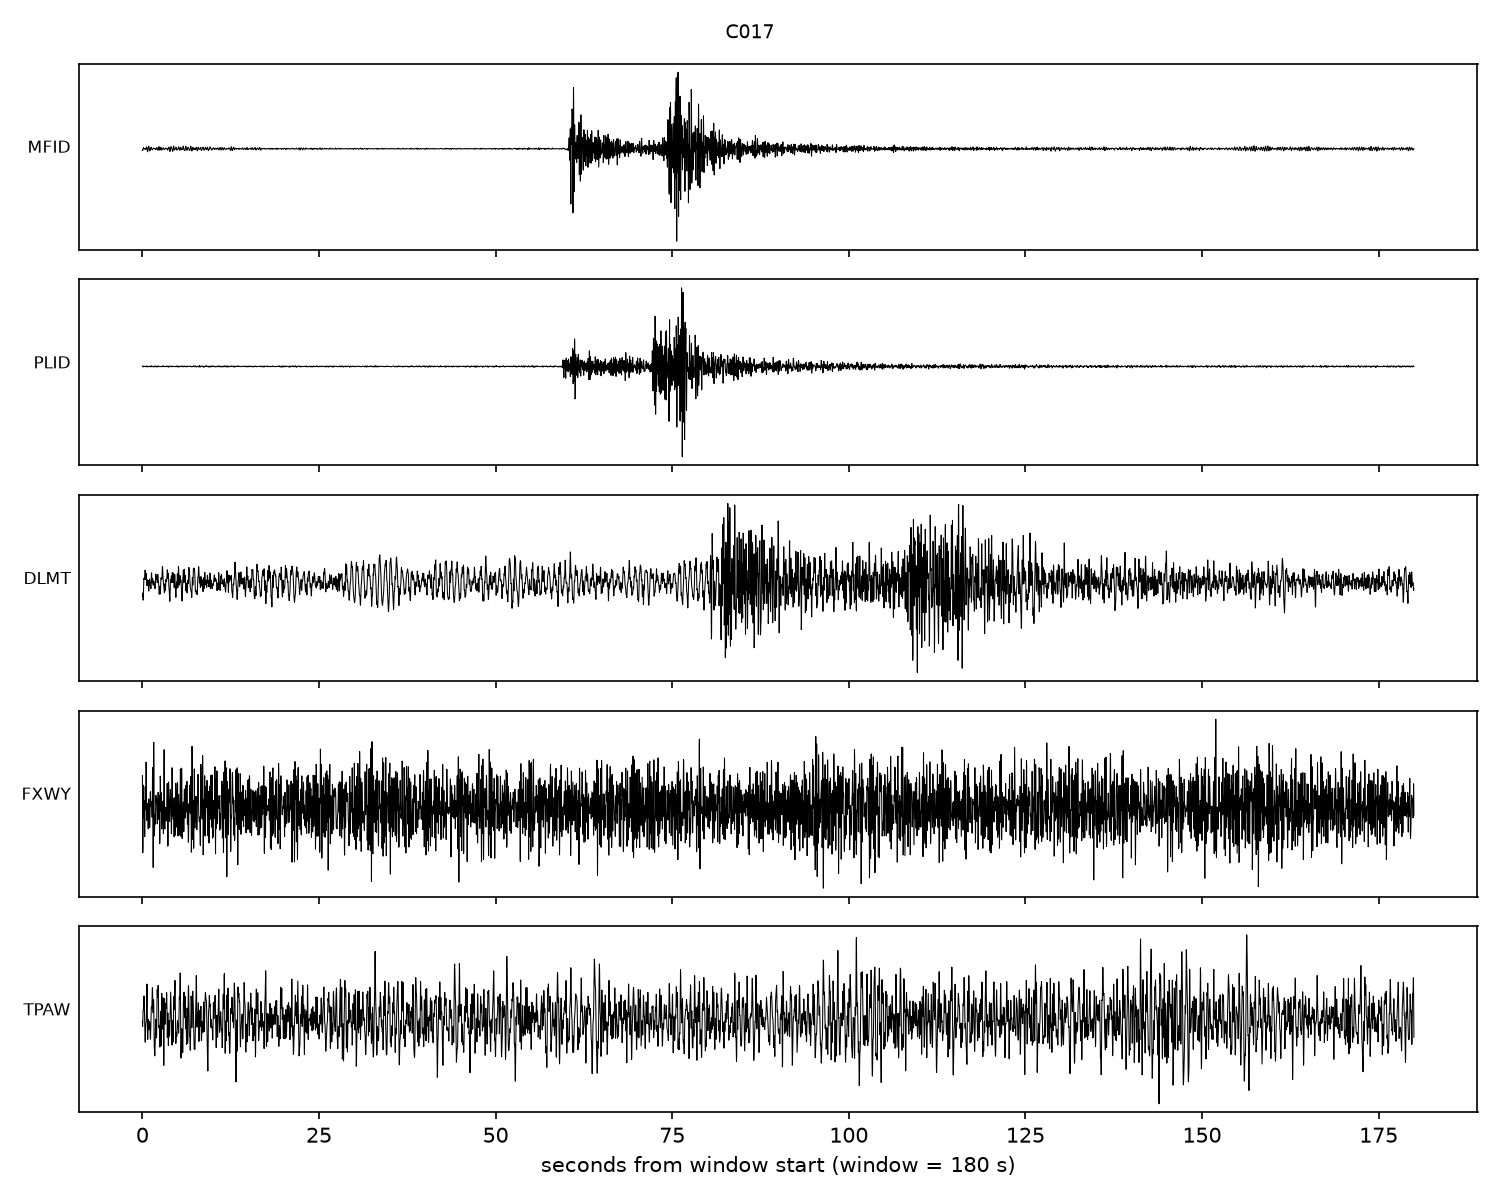 C017
MFID
PLID
DLMT
FXWY
TPAW
0 25 50 75 100 125 150 175
seconds from window start (window = 180 s)